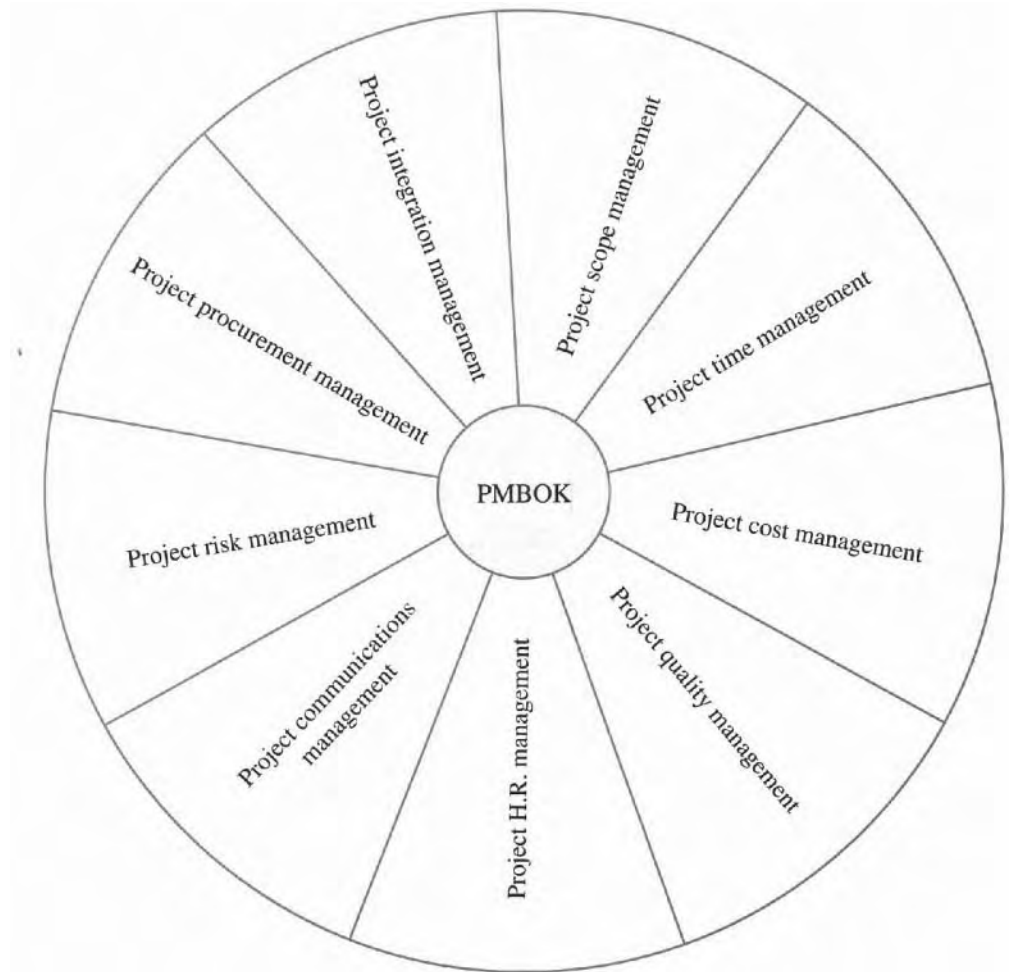 Project integration management
Project scope management
Project time management
Project cost management
Project quality management
Project H.R. management
Project communications
management
Project risk management
Project procurement management
PMBOK